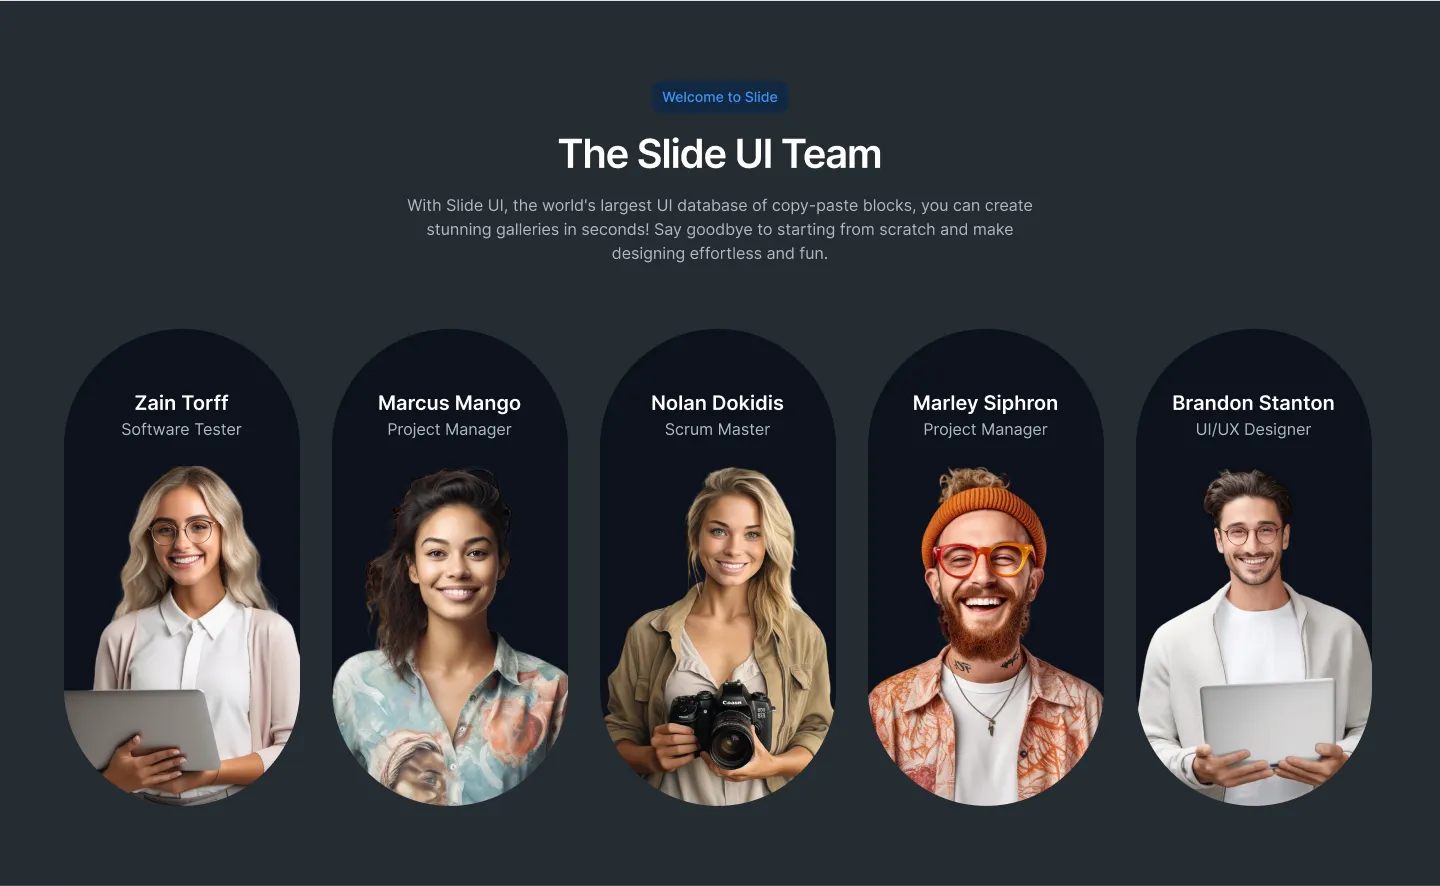 Welcome to Slide
The Slide UI Team
With Slide UI, the world's largest UI database of copy-paste blocks, you can create
stunning galleries in seconds! Say goodbye to starting from scratch and make
designing effortless and fun.
Zain Torff
Software Tester
Marcus Mango
Project Manager
Nolan Dokidis
Scrum Master
Marley Siphron
Project Manager
Brandon Stanton
UI/UX Designer